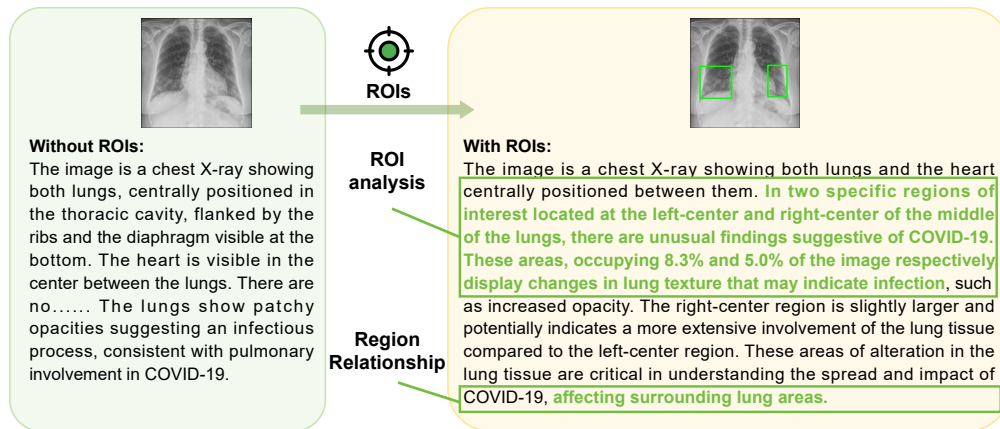 ROIs
Without ROIs:
The image is a chest X-ray showing
both lungs, centrally positioned in
the thoracic cavity, flanked by the
ribs and the diaphragm visible at the
bottom. The heart is visible in the
center between the lungs. There are
no...... The lungs show patchy
opacities suggesting an infectious
process, consistent with pulmonary
involvement in COVID-19.
ROI
analysis
Region
Relationship
With ROIs:
The image is a chest X-ray showing both lungs and the heart
centrally positioned between them. In two specific regions of
interest located at the left-center and right-center of the middle
of the lungs, there are unusual findings suggestive of COVID-19.
These areas, occupying 8.3% and 5.0% of the image respectively
display changes in lung texture that may indicate infection, such
as increased opacity. The right-center region is slightly larger and
potentially indicates a more extensive involvement of the lung tissue
compared to the left-center region. These areas of alteration in the
lung tissue are critical in understanding the spread and impact of
COVID-19, affecting surrounding lung areas.